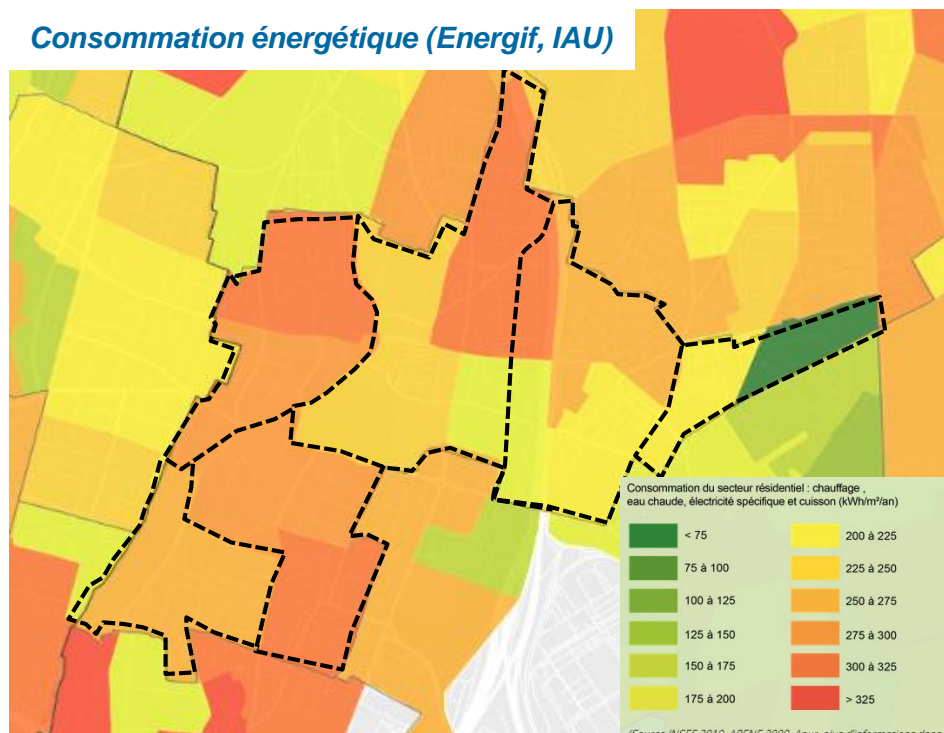 Consommation énergétique (Energif, IAU)
Consommation du secteur résidentiel : chauffage ,
eau chaude, électricité spécifique et cuisson (kWh/m²/an)
< 75
200 à 225
75 à 100
225 à 250
100 à 125
250 à 275
125 à 150
275 à 300
150 à 175
300 à 325
175 à 200
> 325